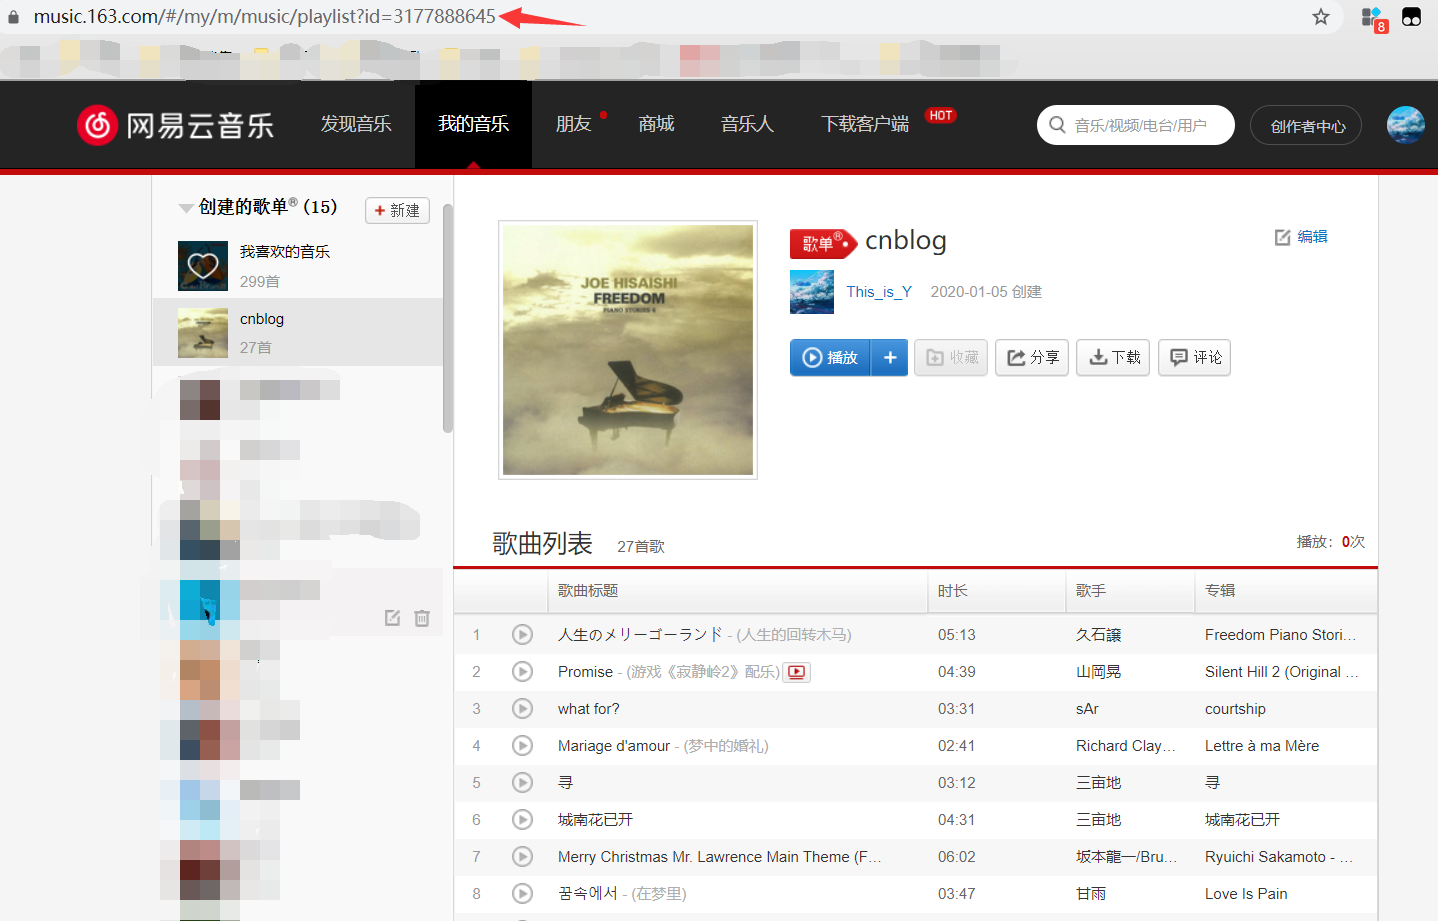 music.163.com/#/my/m/music/playlist?id=3177888645
8
网易云音乐
发现音乐
我的音乐
朋友
商城
音乐人
下载客户端
HOT
音乐/视频/电台/用户
创作者中心
创建的歌单® (15)
+ 新建
我喜欢的音乐
299首
cnblog
27首
JOE HISAISHI
FREEDOM
PIANO STORIES 4
歌单® cnblog
编辑
This_is_Y 2020-01-05 创建
播放 + 收藏 分享 下载 评论
歌曲列表 27首歌
播放：0次
歌曲标题 时长 歌手 专辑
1 人生のメリーゴーランド - (人生的回转木马) 05:13 久石譲 Freedom Piano Stori...
2 Promise - (游戏《寂静岭2》配乐) 04:39 山岡晃 Silent Hill 2 (Original ...
3 what for? 03:31 sAr courtship
4 Mariage d'amour - (梦中的婚礼) 02:41 Richard Clay... Lettre à ma Mère
5 寻 03:12 三亩地 寻
6 城南花已开 04:31 三亩地 城南花已开
7 Merry Christmas Mr. Lawrence Main Theme (F... 06:02 坂本龍一/Bru... Ryuichi Sakamoto - ...
8 꿈속에서 - (在梦里) 03:47 甘雨 Love Is Pain